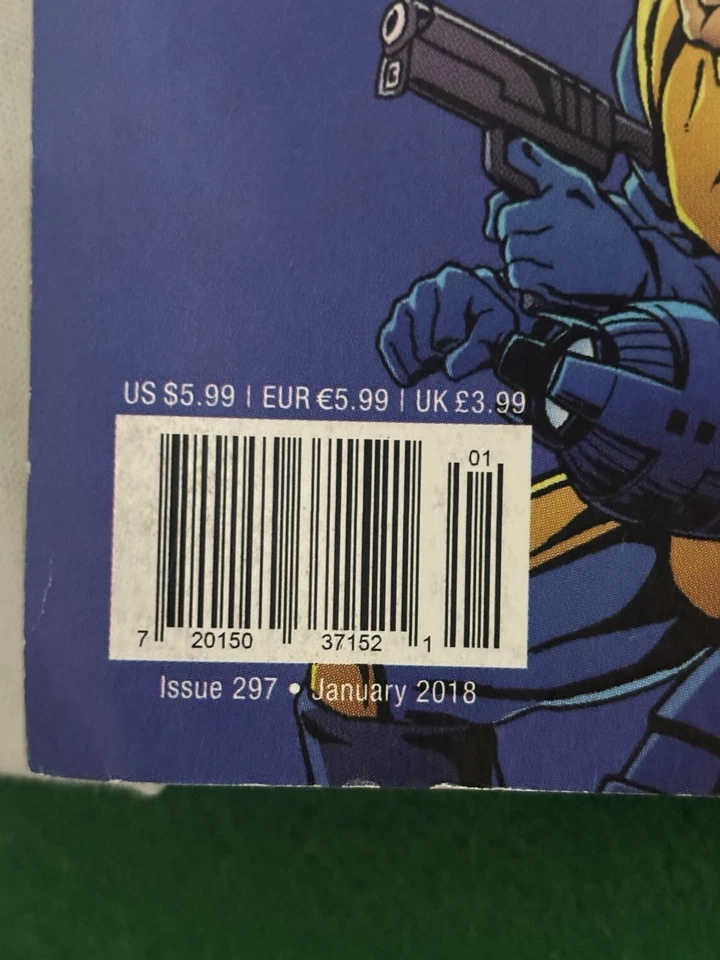 US $5.99 | EUR €5.99 | UK £3.99
01
7 20150 37152 1
Issue 297 • January 2018